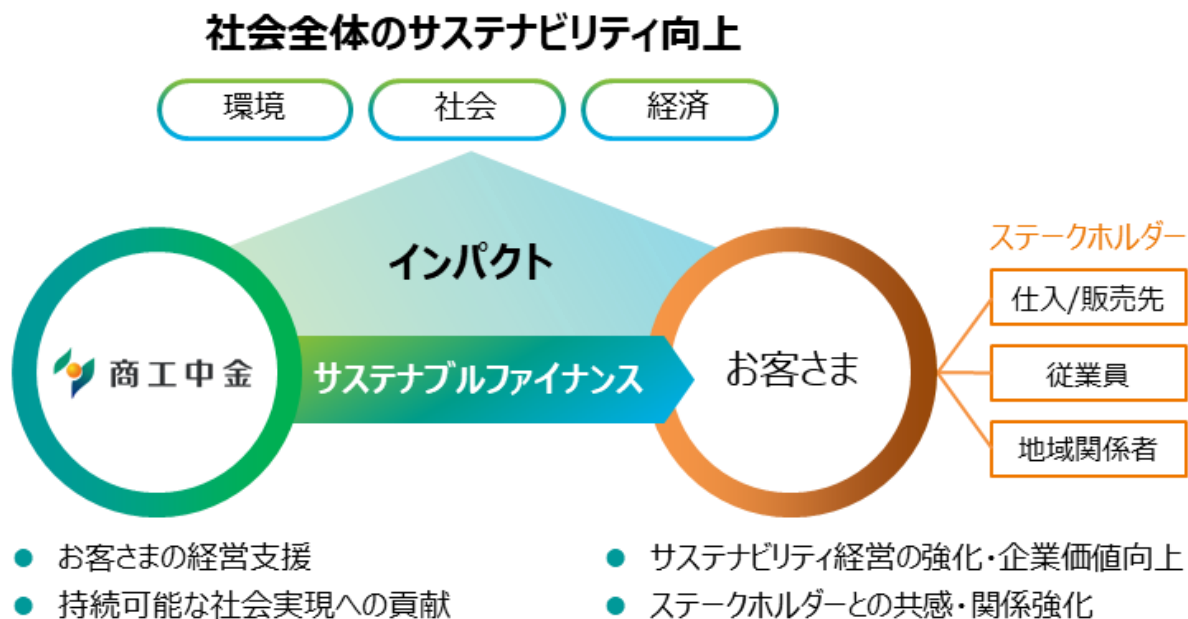 社会全体のサステナビリティ向上
環境
社会
経済
インパクト
商工中金
サステナブルファイナンス
お客さま
ステークホルダー
仕入/販売先
従業員
地域関係者
● お客さまの経営支援
● 持続可能な社会実現への貢献
● サステナビリティ経営の強化・企業価値向上
● ステークホルダーとの共感・関係強化